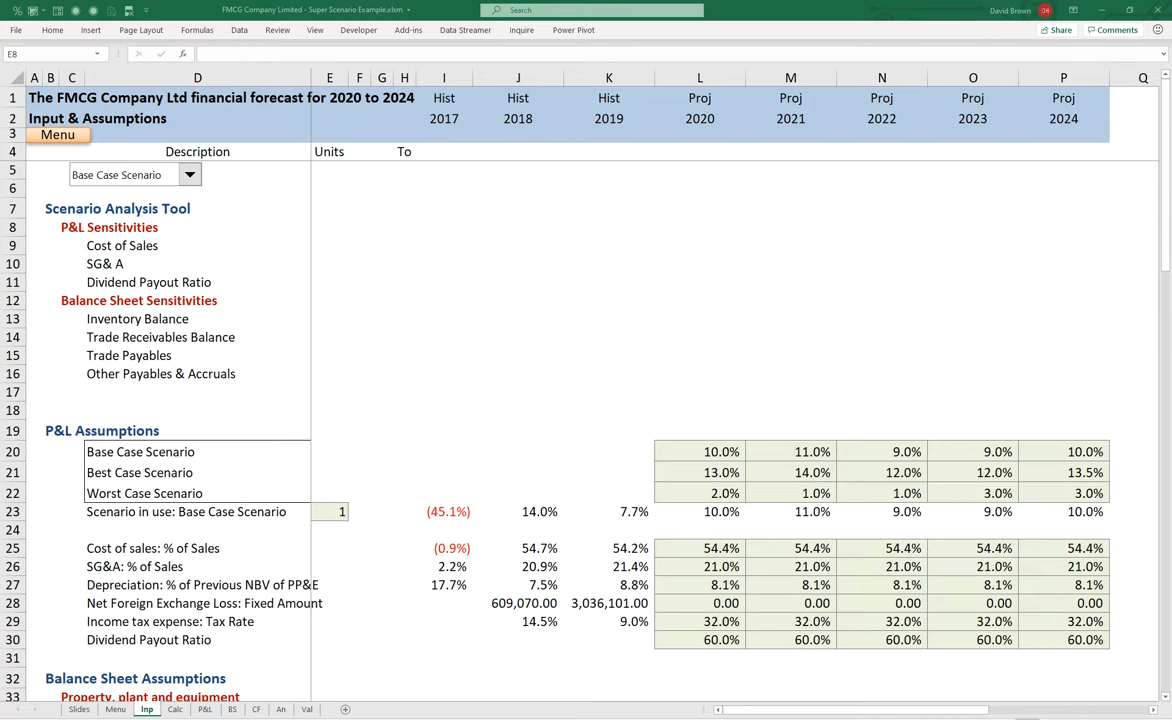 FMCG Company Limited - Super Scenario Example.xlsm
Search
David Brown
DB
File Home Insert Page Layout Formulas Data Review View Developer Add-ins Data Streamer Inquire Power Pivot
Share Comments
E8 fx
A B C D E F G H I J K L M N O P Q
1 The FMCG Company Ltd financial forecast for 2020 to 2024 Hist Hist Hist Proj Proj Proj Proj Proj
2 Input & Assumptions 2017 2018 2019 2020 2021 2022 2023 2024
3 Menu
4 Description Units To
5 Base Case Scenario
6
7 Scenario Analysis Tool
8 P&L Sensitivities
9 Cost of Sales
10 SG& A
11 Dividend Payout Ratio
12 Balance Sheet Sensitivities
13 Inventory Balance
14 Trade Receivables Balance
15 Trade Payables
16 Other Payables & Accruals
17
18
19 P&L Assumptions
20 Base Case Scenario 10.0% 11.0% 9.0% 9.0% 10.0%
21 Best Case Scenario 13.0% 14.0% 12.0% 12.0% 13.5%
22 Worst Case Scenario 2.0% 1.0% 1.0% 3.0% 3.0%
23 Scenario in use: Base Case Scenario 1 (45.1%) 14.0% 7.7% 10.0% 11.0% 9.0% 9.0% 10.0%
24
25 Cost of sales: % of Sales (0.9%) 54.7% 54.2% 54.4% 54.4% 54.4% 54.4% 54.4%
26 SG&A: % of Sales 2.2% 20.9% 21.4% 21.0% 21.0% 21.0% 21.0% 21.0%
27 Depreciation: % of Previous NBV of PP&E 17.7% 7.5% 8.8% 8.1% 8.1% 8.1% 8.1% 8.1%
28 Net Foreign Exchange Loss: Fixed Amount 609,070.00 3,036,101.00 0.00 0.00 0.00 0.00 0.00
29 Income tax expense: Tax Rate 14.5% 9.0% 32.0% 32.0% 32.0% 32.0% 32.0%
30 Dividend Payout Ratio 60.0% 60.0% 60.0% 60.0% 60.0%
31
32 Balance Sheet Assumptions
33 Property, plant and equipment
Slides Menu Inp Calc P&L BS CF An Val